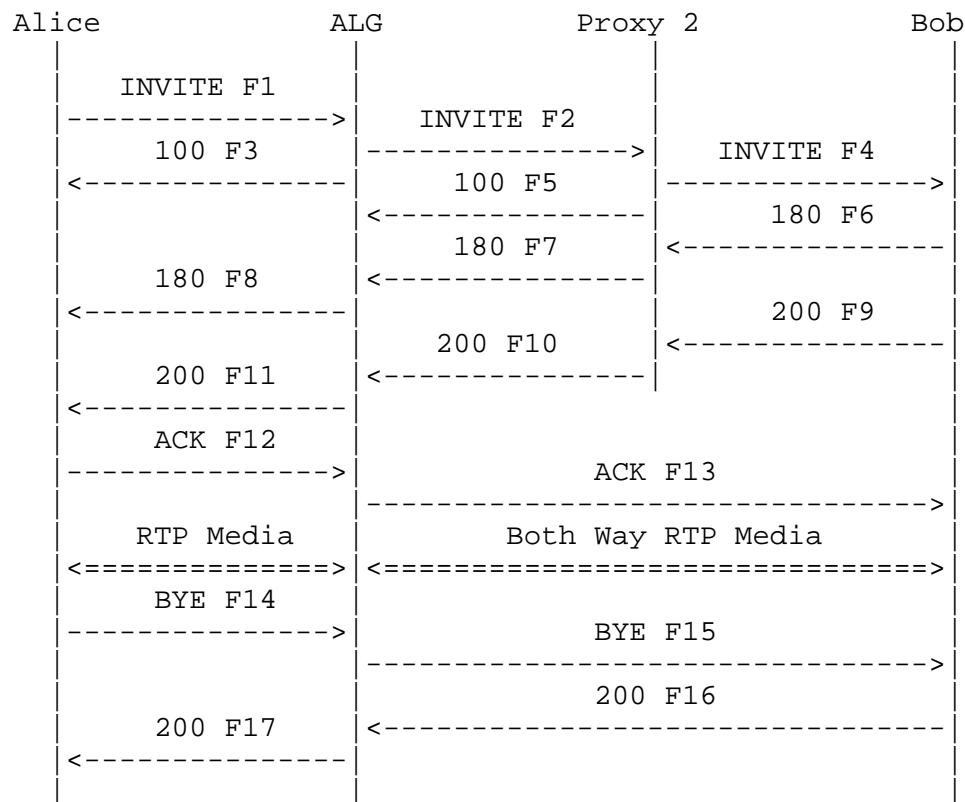 Alice ALG Proxy 2 Bob
INVITE F1
INVITE F2
100 F3 INVITE F4
100 F5
180 F6
180 F7
180 F8
200 F9
200 F10
200 F11
ACK F12
ACK F13
RTP Media Both Way RTP Media
BYE F14
BYE F15
200 F16
200 F17